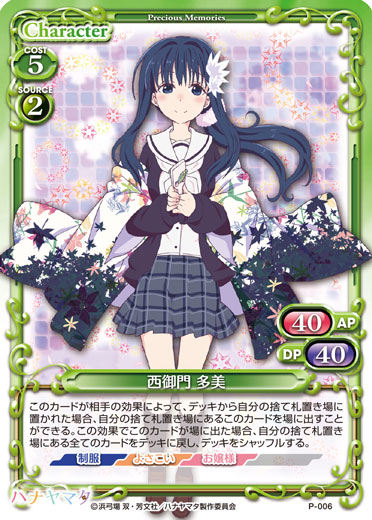 Precious Memories
Character
COST
5
SOURCE
2
40 AP
DP 40
西御門 多美
このカードが相手の効果によって、デッキから自分の捨て札置き場に
置かれた場合、自分の捨て札置き場にあるこのカードを場に出すこと
ができる。この効果でこのカードが場に出た場合、自分の捨て札置き
場にある全てのカードをデッキに戻し、デッキをシャッフルする。
制服 よさこい お嬢様
ハナヤマタ
©浜弓場 双・芳文社/ハナヤマタ製作委員会
P-006